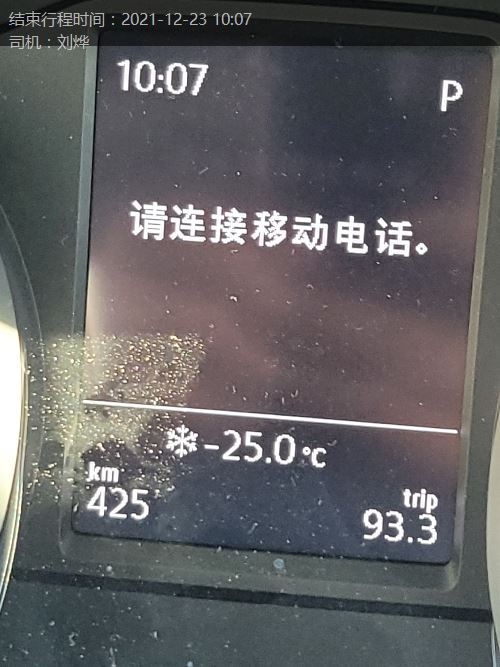 结束行程时间：2021-12-23 10:07
司机：刘烨
10:07
P
请连接移动电话。
-25.0 ℃
km
trip
425
93.3